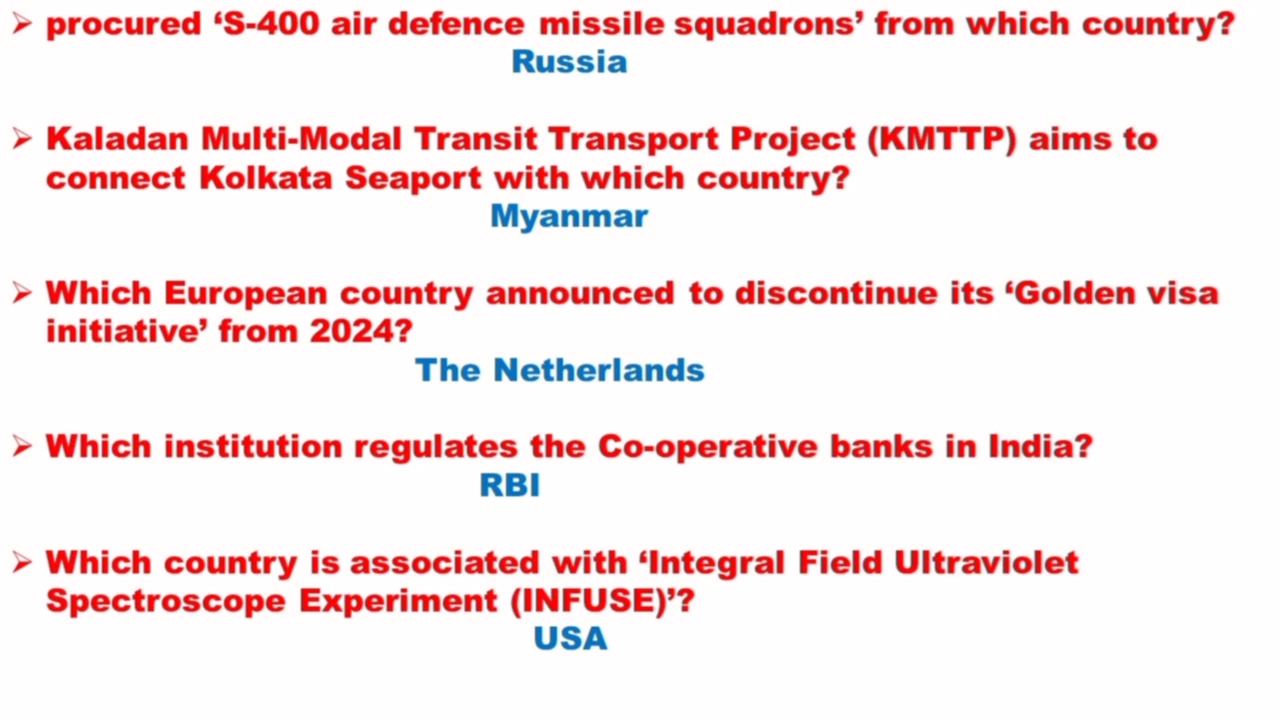 ➢ procured ‘S-400 air defence missile squadrons’ from which country?
Russia
➢ Kaladan Multi-Modal Transit Transport Project (KMTTP) aims to
connect Kolkata Seaport with which country?
Myanmar
➢ Which European country announced to discontinue its ‘Golden visa
initiative’ from 2024?
The Netherlands
➢ Which institution regulates the Co-operative banks in India?
RBI
➢ Which country is associated with ‘Integral Field Ultraviolet
Spectroscope Experiment (INFUSE)’?
USA